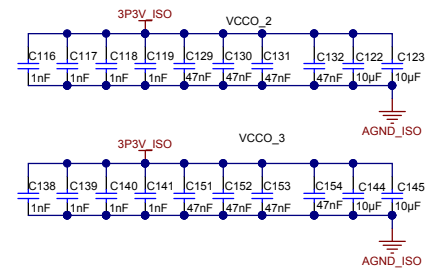 3P3V_ISO
VCCO_2
C116 C117 C118 C119 C129 C130 C131 C132 C122 C123
1nF 1nF 1nF 1nF 47nF 47nF 47nF 47nF 10µF 10µF
AGND_ISO
3P3V_ISO
VCCO_3
C138 C139 C140 C141 C151 C152 C153 C154 C144 C145
1nF 1nF 1nF 1nF 47nF 47nF 47nF 47nF 10µF 10µF
AGND_ISO